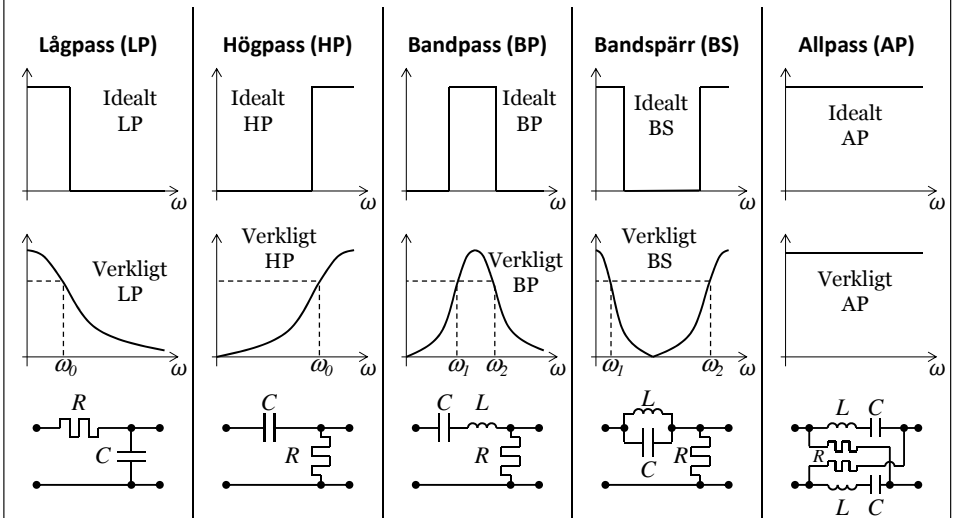 Lågpass (LP)
Idealt
LP
ω
Verkligt
LP
ω0
ω
R
C
Högpass (HP)
Idealt
HP
ω
Verkligt
HP
ω0
ω
C
R
Bandpass (BP)
Idealt
BP
ω
Verkligt
BP
ω1
ω2
ω
C
L
R
Bandspärr (BS)
Idealt
BS
ω
Verkligt
BS
ω1
ω2
ω
L
C
R
Allpass (AP)
Idealt
AP
ω
Verkligt
AP
ω
L C
R
L C